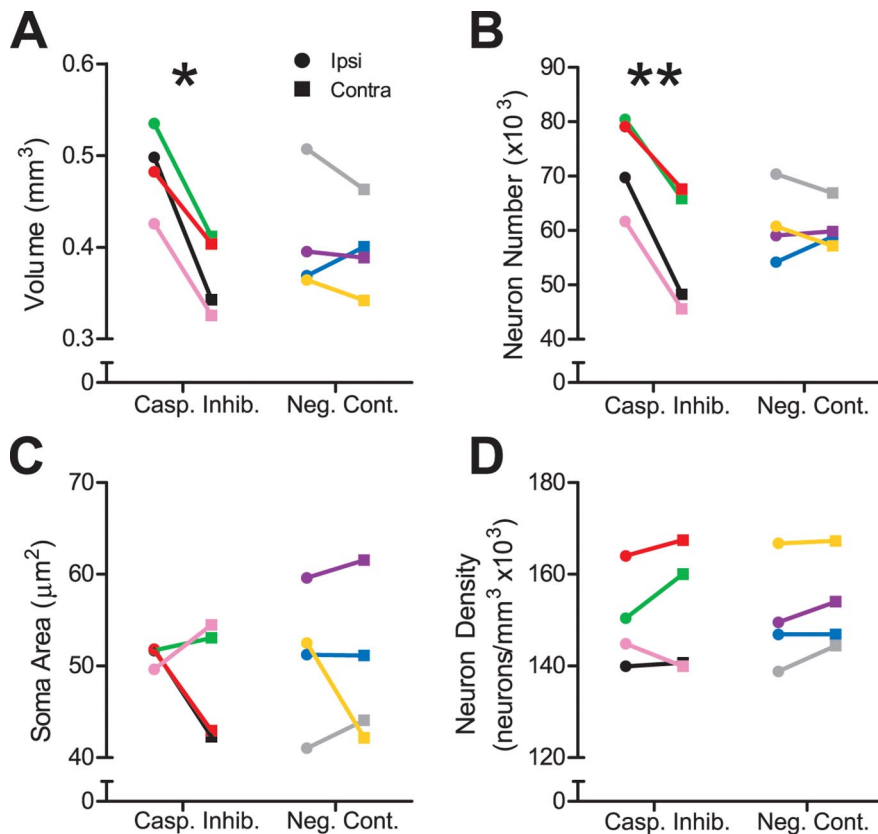 A
Volume (mm³)
0.6
0.5
0.4
0.3
0
*
Ipsi
Contra
Casp. Inhib.
Neg. Cont.
B
Neuron Number (x10³)
90
80
70
60
50
40
0
**
Casp. Inhib.
Neg. Cont.
C
Soma Area (μm²)
70
60
50
40
0
Casp. Inhib.
Neg. Cont.
D
Neuron Density
(neurons/mm³ x10³)
180
160
140
120
0
Casp. Inhib.
Neg. Cont.